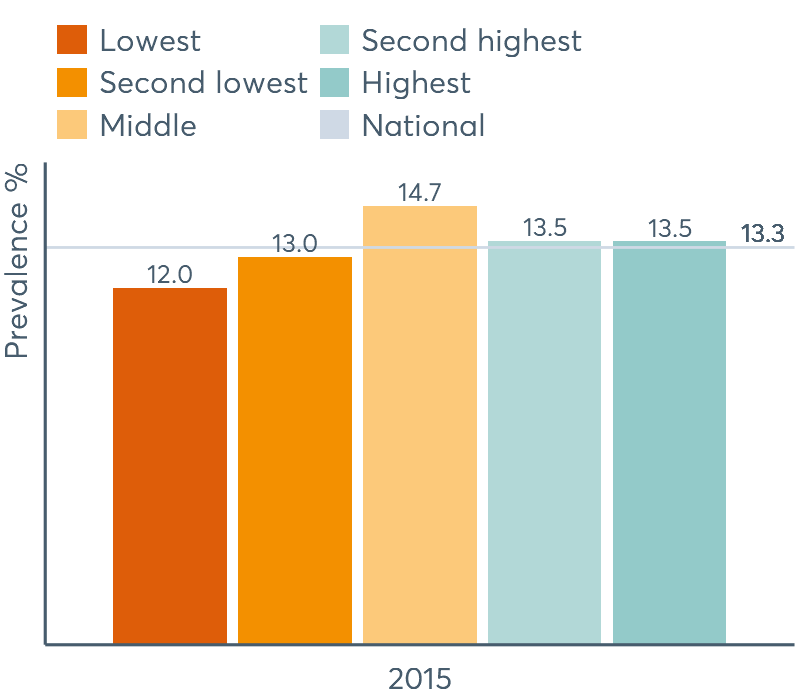 Lowest
Second lowest
Middle
Second highest
Highest
National
Prevalence %
12.0
13.0
14.7
13.5
13.5
13.3
2015